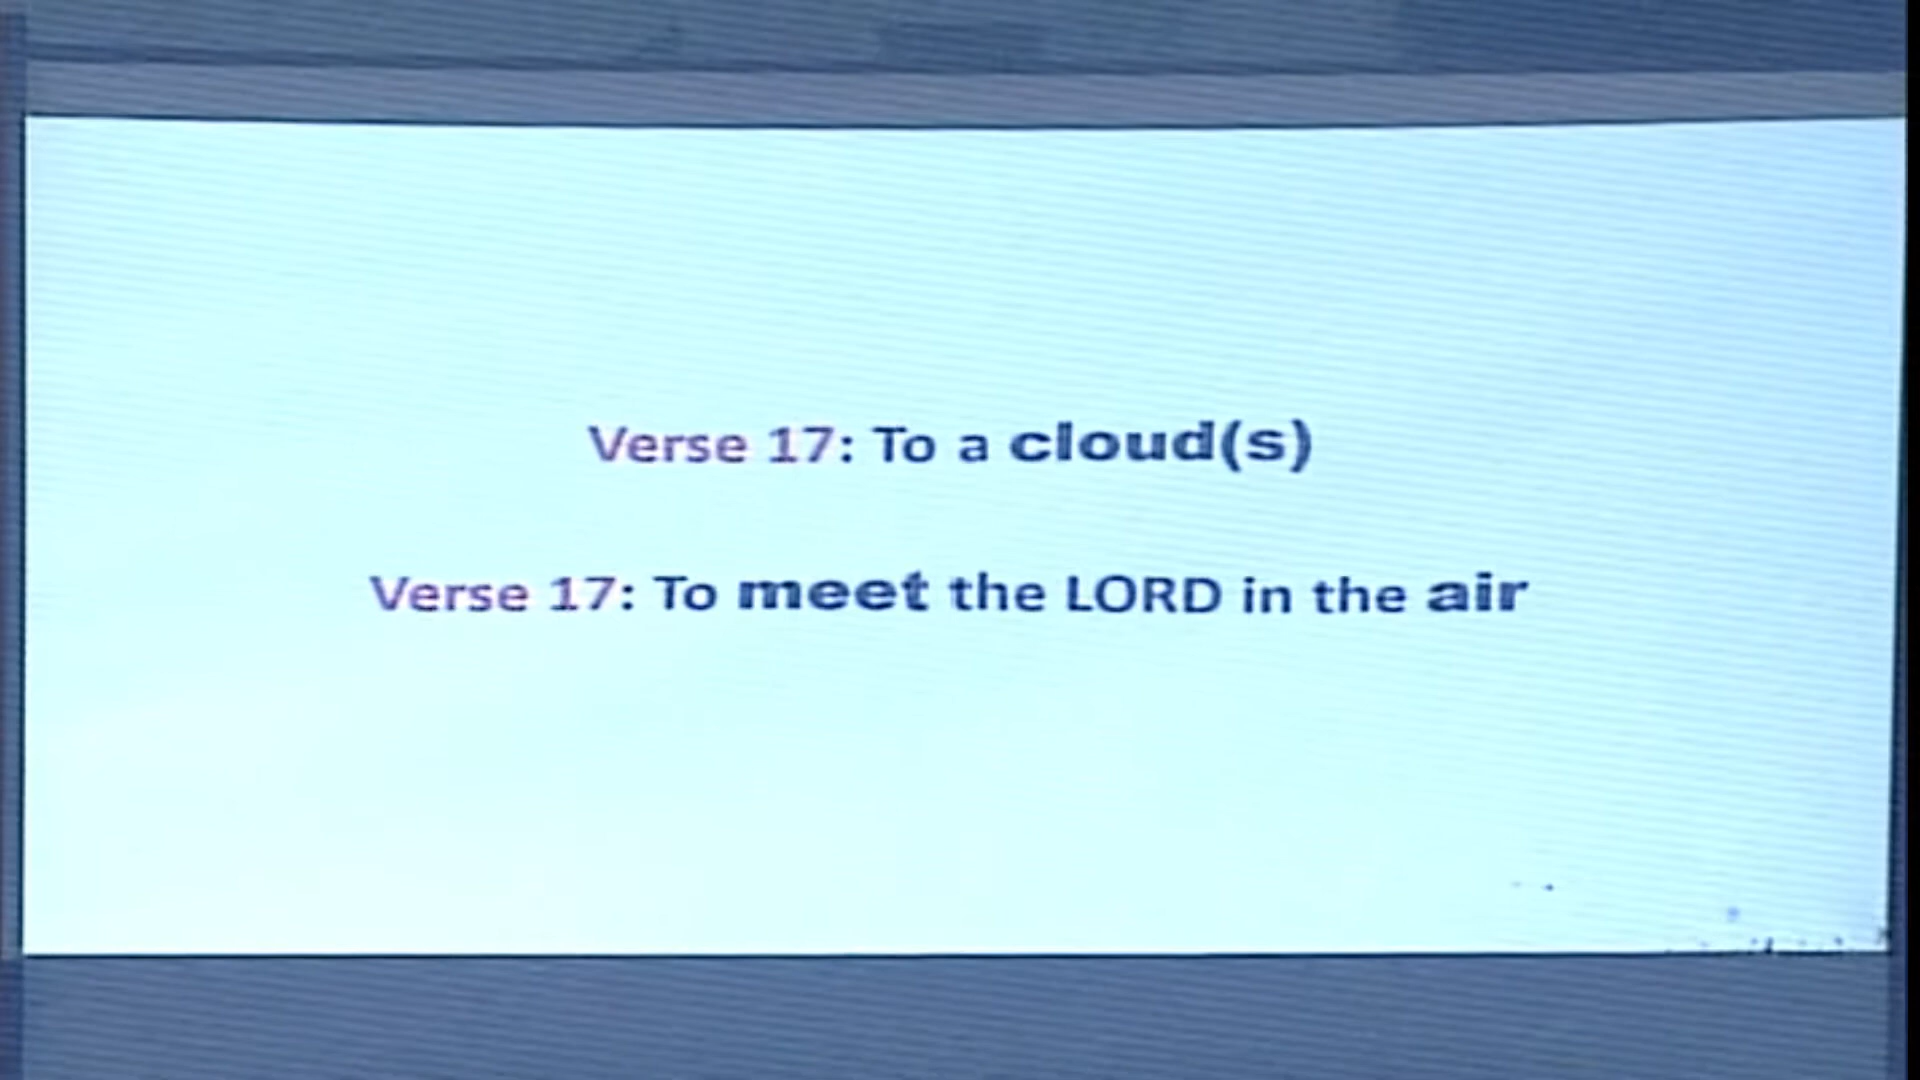 Verse 17: To a cloud(s)
Verse 17: To meet the LORD in the air